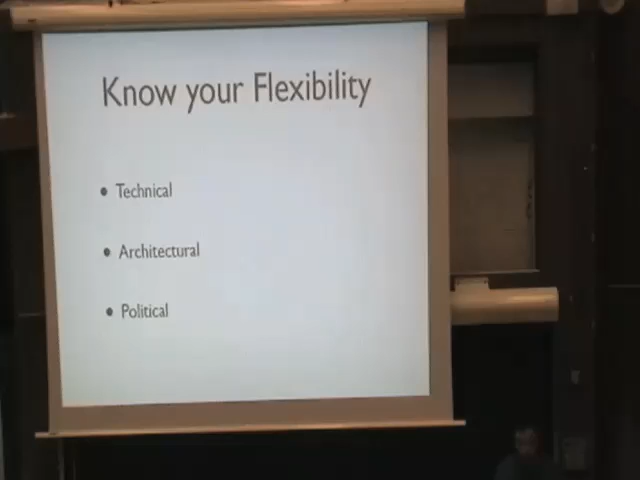 Know your Flexibility
• Technical
• Architectural
• Political